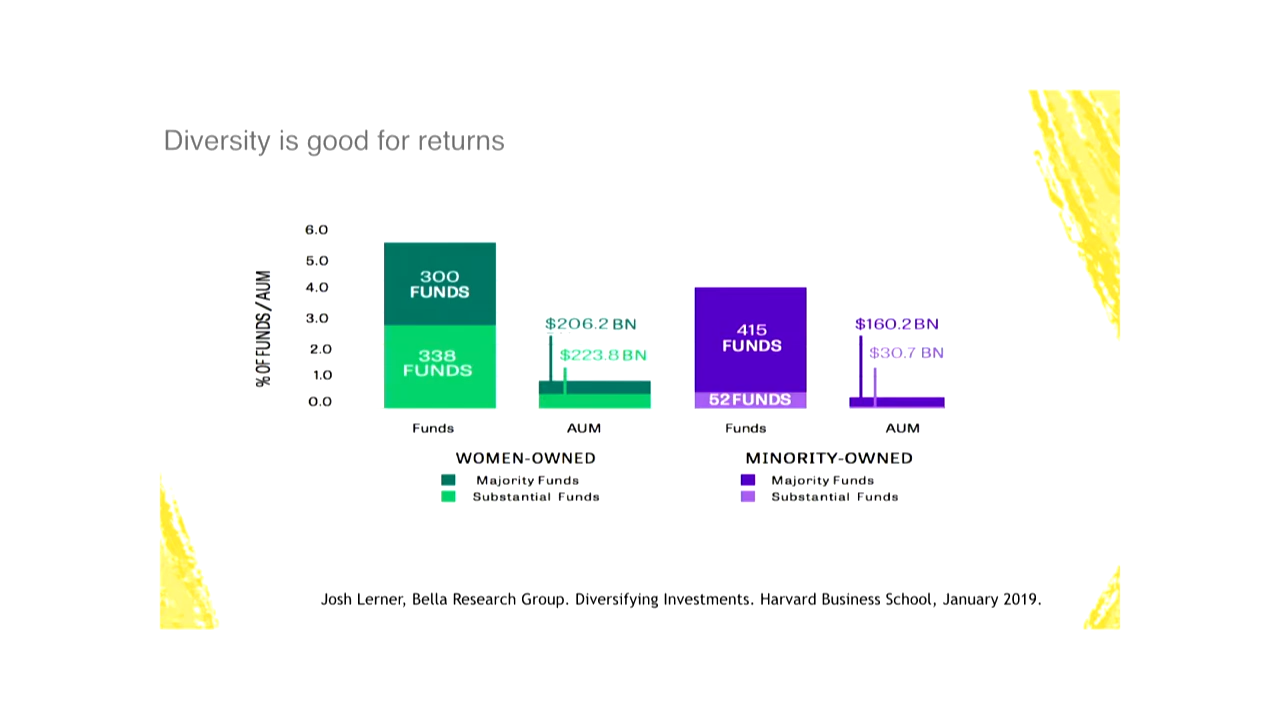 Diversity is good for returns
% OF FUNDS/AUM
6.0
5.0
4.0
3.0
2.0
1.0
0.0
300
FUNDS
338
FUNDS
$206.2 BN
$223.8 BN
415
FUNDS
52 FUNDS
$160.2 BN
$30.7 BN
Funds
AUM
Funds
AUM
WOMEN-OWNED
Majority Funds
Substantial Funds
MINORITY-OWNED
Majority Funds
Substantial Funds
Josh Lerner, Bella Research Group. Diversifying Investments. Harvard Business School, January 2019.